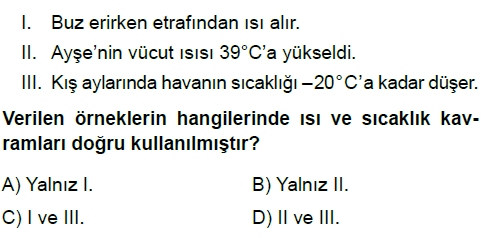 I. Buz erirken etrafından ısı alır.
II. Ayşe’nin vücut ısısı 39°C’a yükseldi.
III. Kış aylarında havanın sıcaklığı –20°C’a kadar düşer.
Verilen örneklerin hangilerinde ısı ve sıcaklık kav-
ramları doğru kullanılmıştır?
A) Yalnız I. B) Yalnız II.
C) I ve III. D) II ve III.